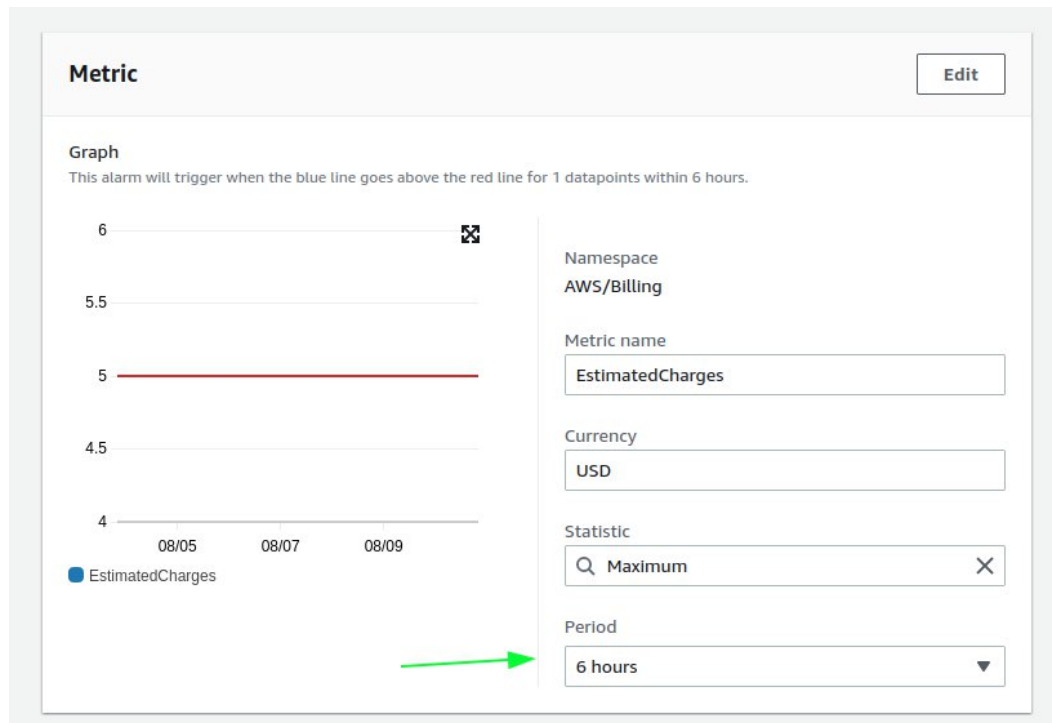 Metric
Edit
Graph
This alarm will trigger when the blue line goes above the red line for 1 datapoints within 6 hours.
6
5.5
5
4.5
4
08/05 08/07 08/09
EstimatedCharges
Namespace
AWS/Billing
Metric name
EstimatedCharges
Currency
USD
Statistic
Maximum
Period
6 hours